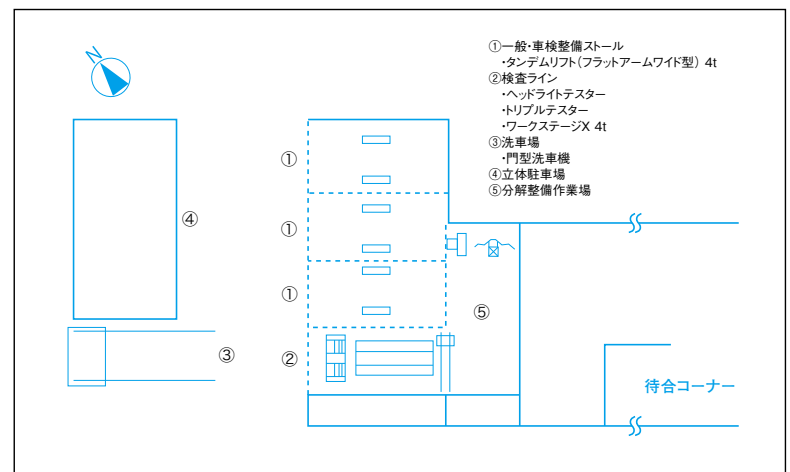 N
①一般・車検整備ストール
・タンデムリフト（フラットアームワイド型） 4t
②検査ライン
・ヘッドライトテスター
・トリプルテスター
・ワークステージX 4t
③洗車場
・門型洗車機
④立体駐車場
⑤分解整備作業場
①
④
①
①
⑤
③
②
待合コーナー